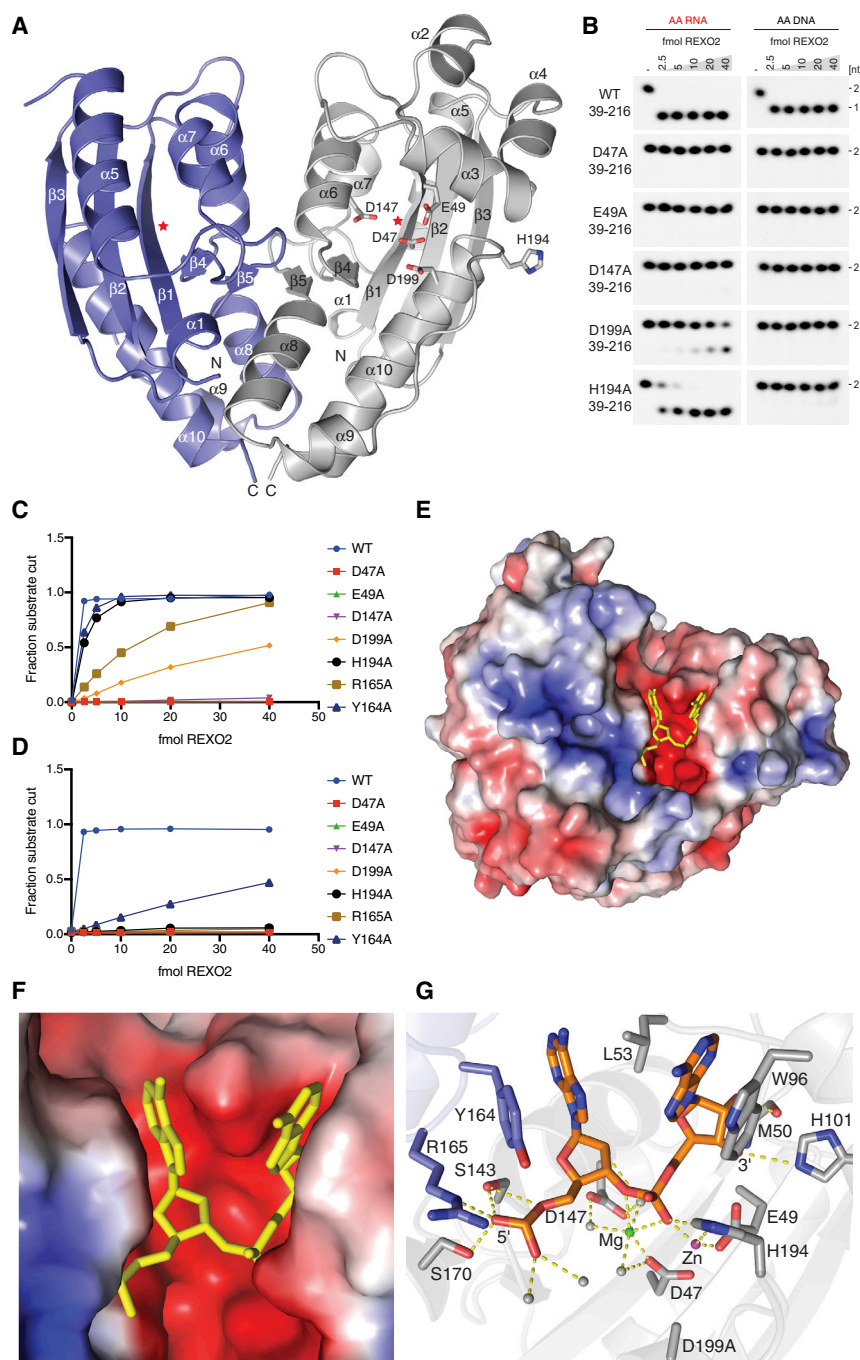 A
α2
α4
α7
α6
α5
α5
β3
α7
α6
α3
D147
E49
β3
β2
D47
H194
β4
β4
D199
β2
β1
β5
β5
β1
α1
α1
N
α8
α8
N
α10
α9
α10
α9
C C
B
AA RNA
AA DNA
fmol REXO2
fmol REXO2
- 2.5 5 10 20 40
- 2.5 5 10 20 40
[nt
WT
39-216
-2
-1
D47A
39-216
-2
E49A
39-216
-2
D147A
39-216
-2
D199A
39-216
-2
H194A
39-216
-2
C
Fraction substrate cut
1.5
1.0
0.5
0.0
0 10 20 30 40 50
fmol REXO2
WT
D47A
E49A
D147A
D199A
H194A
R165A
Y164A
D
Fraction substrate cut
1.5
1.0
0.5
0.0
0 10 20 30 40 50
fmol REXO2
WT
D47A
E49A
D147A
D199A
H194A
R165A
Y164A
E
F
G
L53
W96
Y164
M50
H101
R165
S143
3'
D147
E49
5'
Mg
H194
S170
Zn
D47
D199A